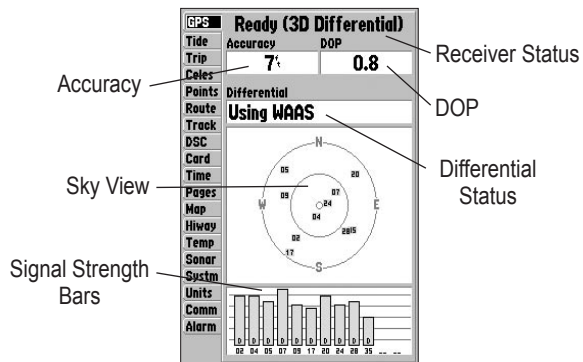 GPS
Ready (3D Differential)
Tide
Accuracy
DOP
Trip
7
0.8
Celes
Points
Differential
Route
Using WAAS
Track
DSC
Card
Time
Pages
Map
Hiway
Temp
Sonar
Systm
Units
Comm
Alarm
N
W
E
S
05
20
09
07
24
04
02
28
15
17
D D D D D D D D D D
02 04 05 07 09 17 20 24 28 35
Receiver Status
Accuracy
DOP
Differential
Status
Sky View
Signal Strength
Bars